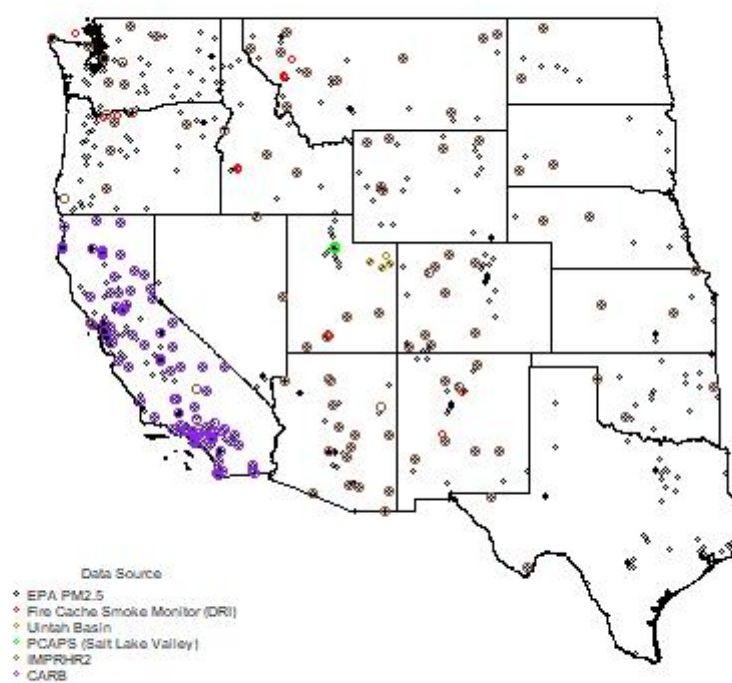 Data Source
EPA PM2.5
Fire Cache Smoke Monitor (DRI)
Uintah Basin
PCAPS (Salt Lake Valley)
IMPRHR2
CARB